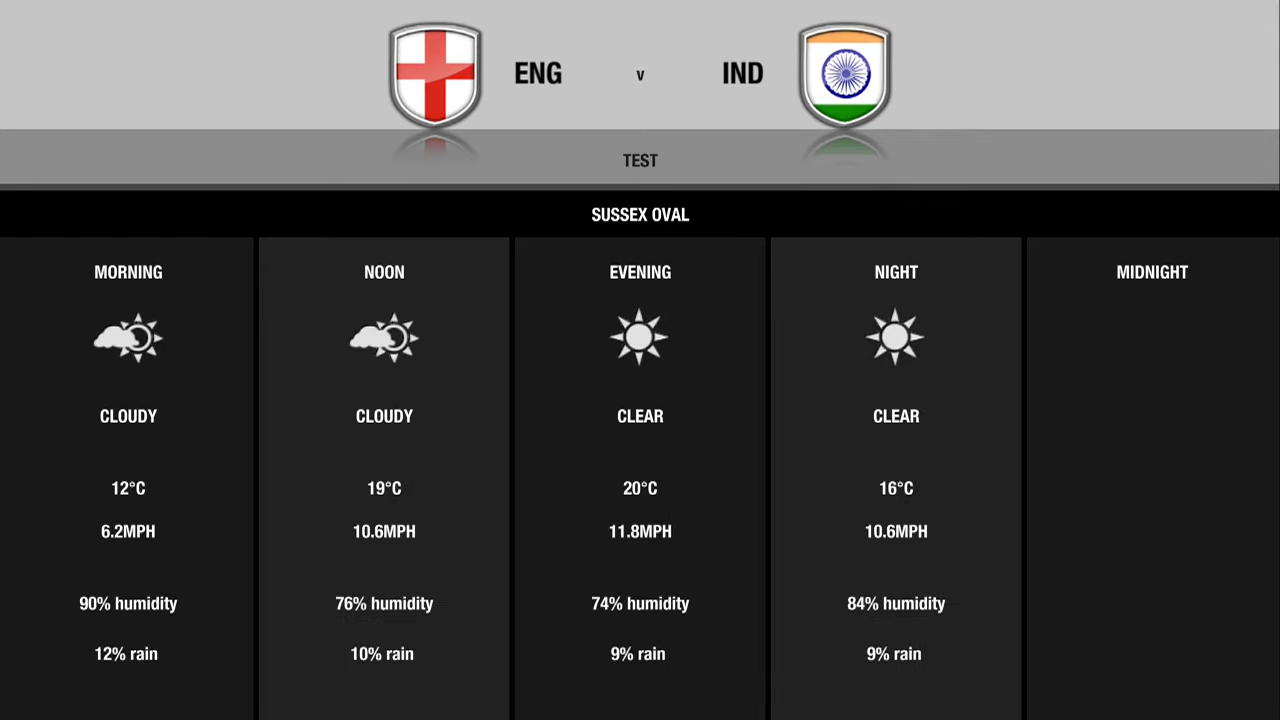 ENG v IND
TEST
SUSSEX OVAL
MORNING NOON EVENING NIGHT MIDNIGHT
CLOUDY CLOUDY CLEAR CLEAR
12°C 19°C 20°C 16°C
6.2MPH 10.6MPH 11.8MPH 10.6MPH
90% humidity 76% humidity 74% humidity 84% humidity
12% rain 10% rain 9% rain 9% rain